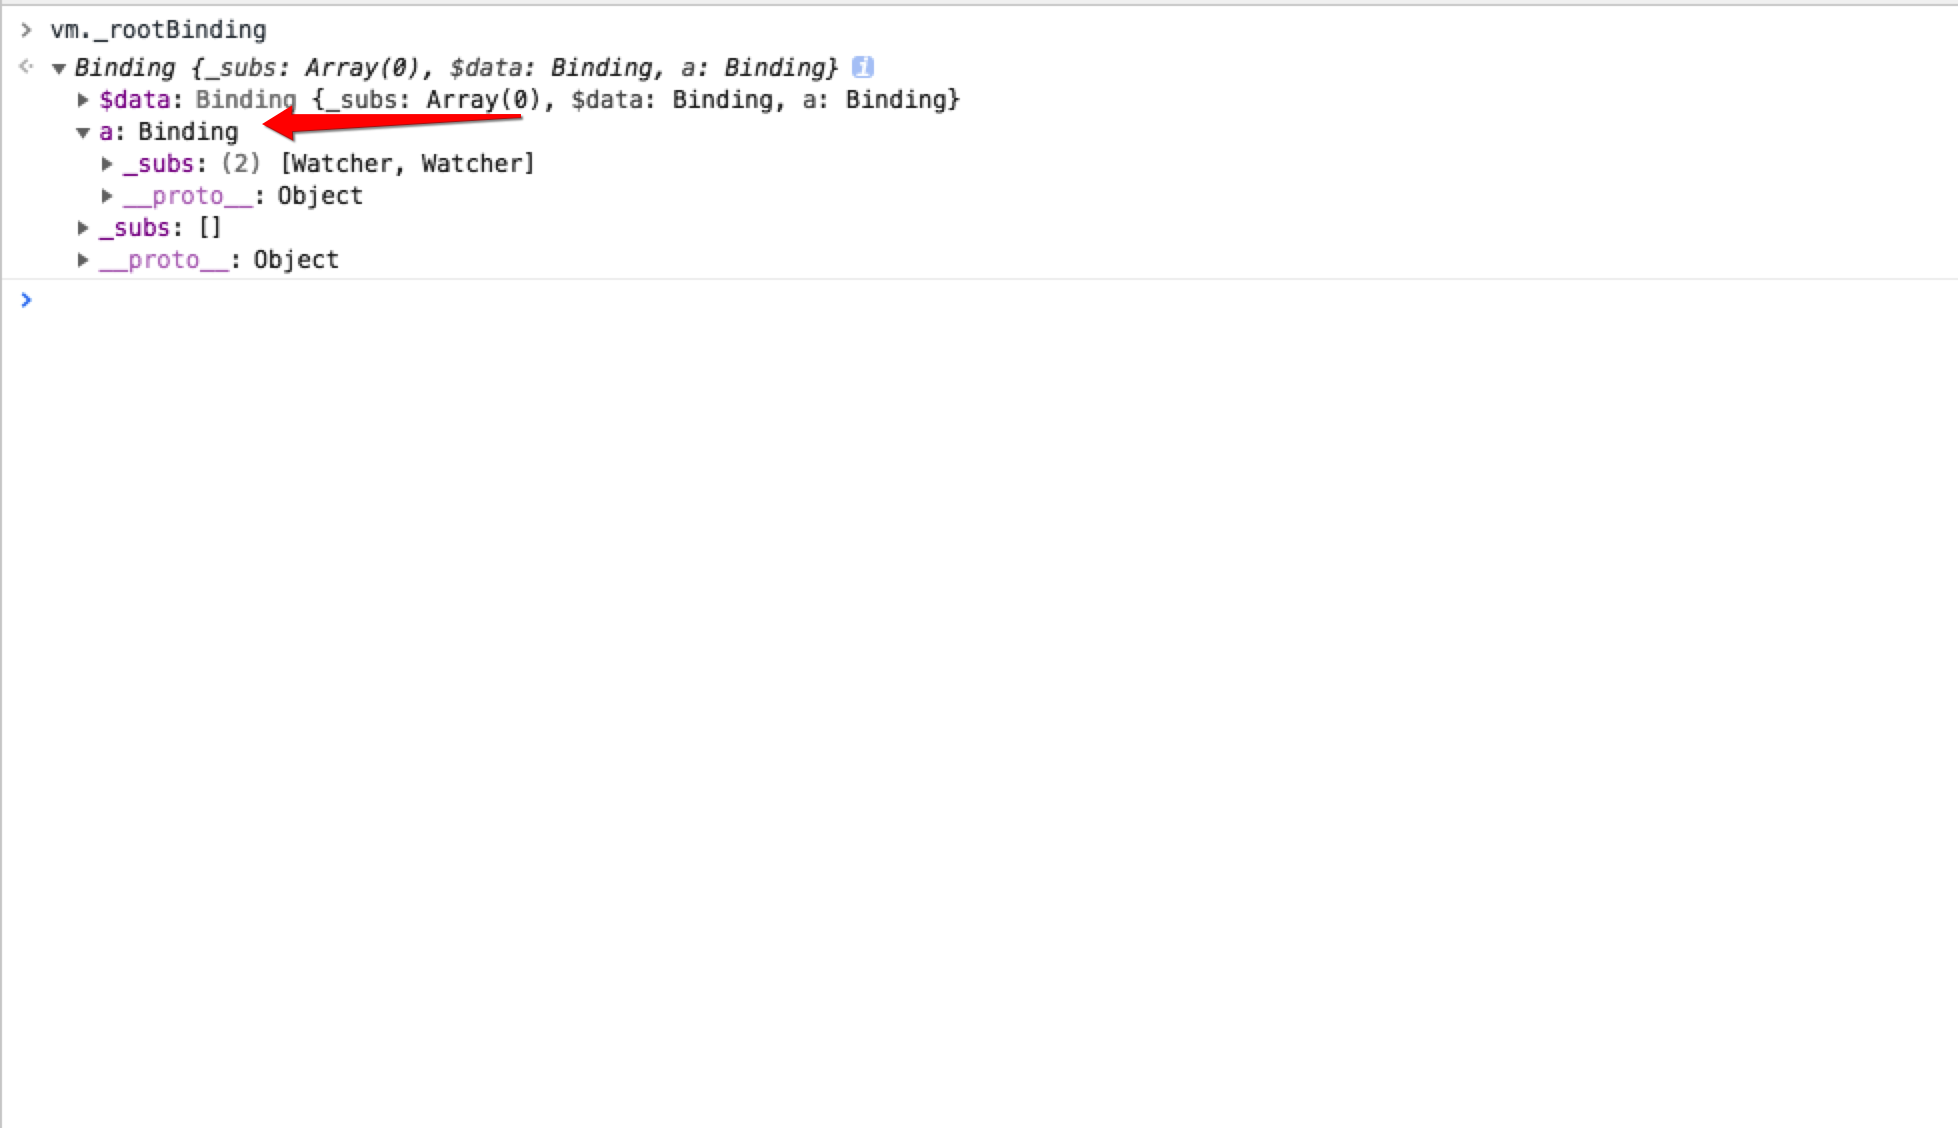 > vm._rootBinding
Binding {_subs: Array(0), $data: Binding, a: Binding} i
$data: Binding {_subs: Array(0), $data: Binding, a: Binding}
a: Binding
_subs: (2) [Watcher, Watcher]
__proto__: Object
_subs: []
__proto__: Object
>